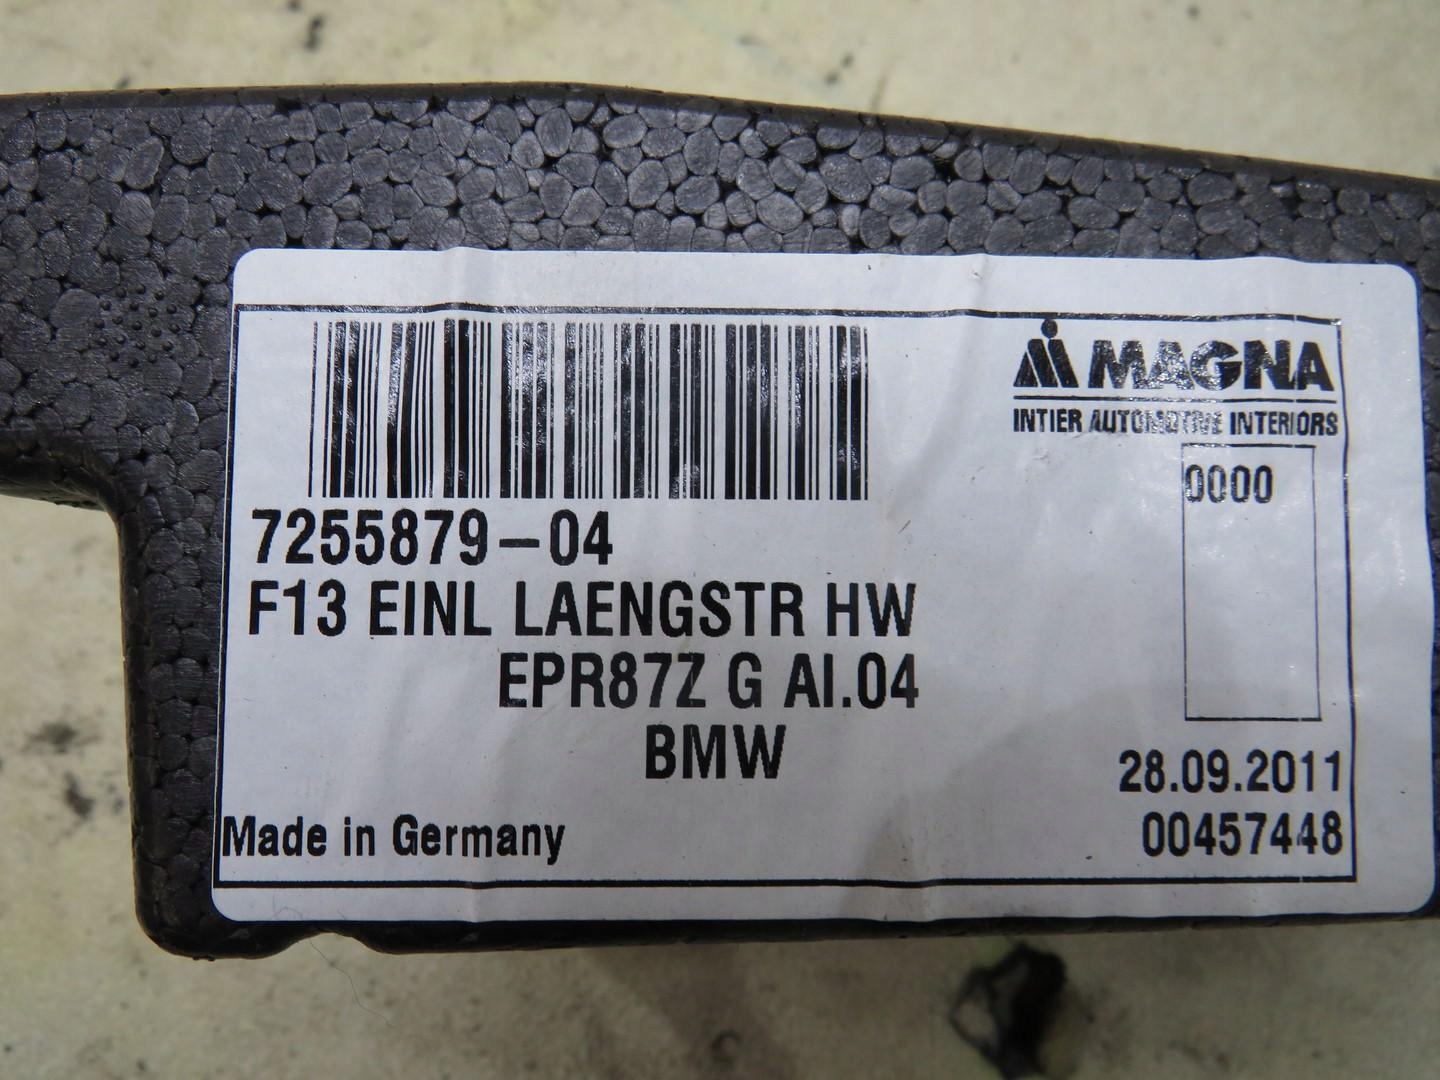 MAGNA
INTIER AUTOMOTIVE INTERIORS
0000
7255879-04
F13 EINL LAENGSTR HW
EPR87Z G AI.04
BMW
28.09.2011
Made in Germany
00457448